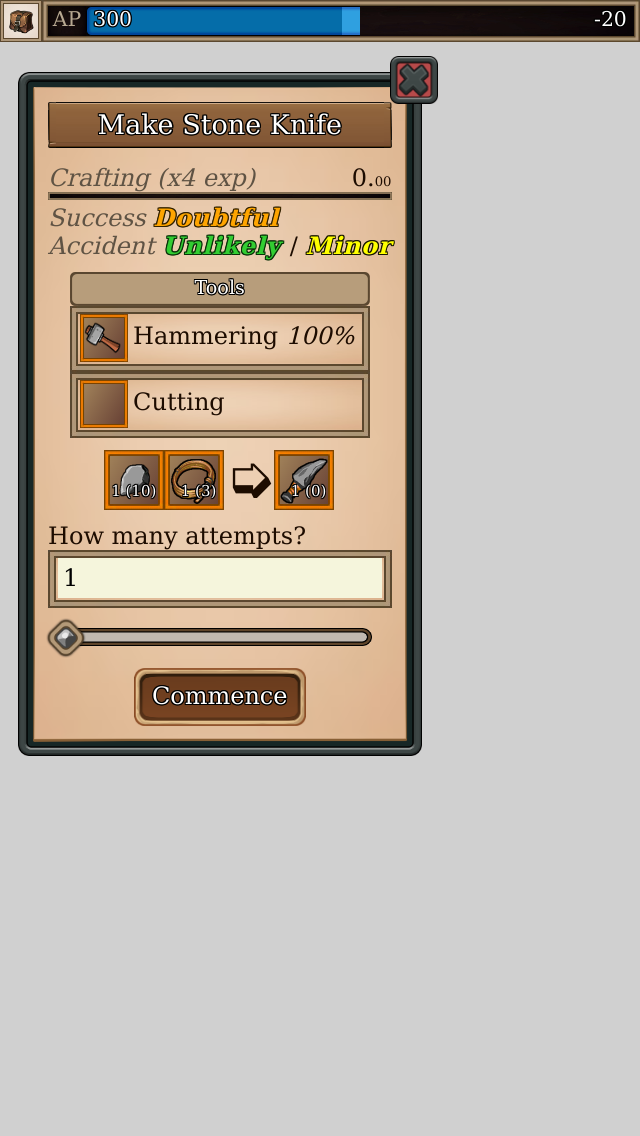 AP 300 -20
Make Stone Knife
Crafting (x4 exp) 0.00
Success Doubtful
Accident Unlikely / Minor
Tools
Hammering 100%
Cutting
1 (10) 1 (3) 1 (0)
How many attempts?
1
Commence